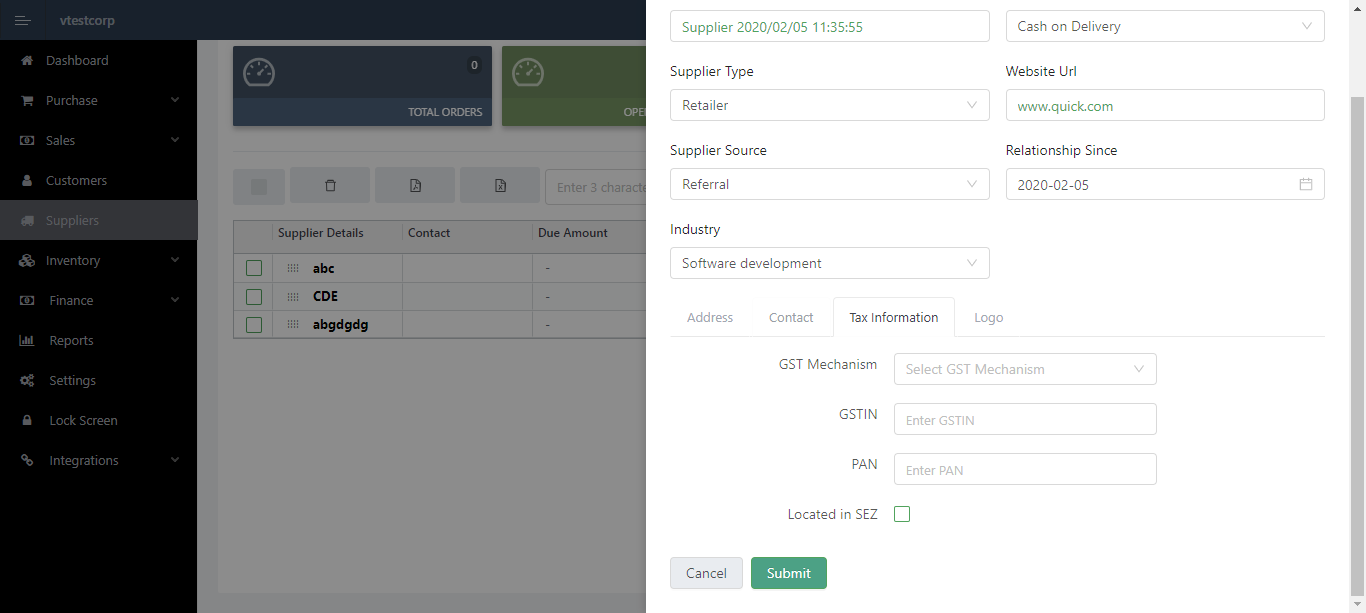 vtestcorp
Dashboard
Purchase
Sales
Customers
Suppliers
Inventory
Finance
Reports
Settings
Lock Screen
Integrations
0
TOTAL ORDERS
OPE
Enter 3 characte
Supplier Details Contact Due Amount
abc -
CDE -
abgdgdg -
Supplier 2020/02/05 11:35:55 Cash on Delivery
Supplier Type Website Url
Retailer www.quick.com
Supplier Source Relationship Since
Referral 2020-02-05
Industry
Software development
Address Contact Tax Information Logo
GST Mechanism Select GST Mechanism
GSTIN Enter GSTIN
PAN Enter PAN
Located in SEZ
Cancel Submit